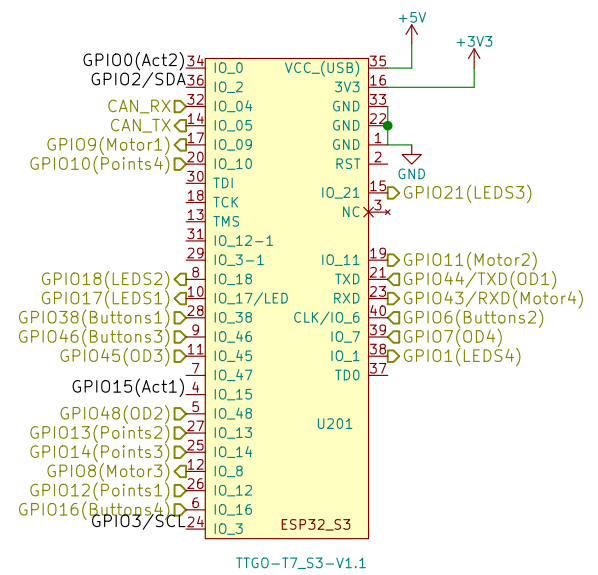 +5V
+3V3
GPIO0(Act2) 34 IO_0 VCC_(USB) 35
GPIO2/SDA 36 IO_2 3V3 16
CAN_RX 32 IO_04 GND 33
CAN_TX 14 IO_05 GND 22
GPIO9(Motor1) 17 IO_09 GND 1
GPIO10(Points4) 20 IO_10 RST 2
GND
30 TDI
18 TCK IO_21 15 GPIO21(LEDS3)
13 TMS NC 3
31 IO_12-1
29 IO_3-1 IO_11 19 GPIO11(Motor2)
GPIO18(LEDS2) 8 IO_18 TXD 21 GPIO44/TXD(OD1)
GPIO17(LEDS1) 10 IO_17/LED RXD 23 GPIO43/RXD(Motor4)
GPIO38(Buttons1) 28 IO_38 CLK/IO_6 40 GPIO6(Buttons2)
GPIO46(Buttons3) 9 IO_46 IO_7 39 GPIO7(OD4)
GPIO45(OD3) 11 IO_45 IO_1 38 GPIO1(LEDS4)
7 IO_47 TD0 37
GPIO15(Act1) 4 IO_15
GPIO48(OD2) 5 IO_48
GPIO13(Points2) 27 IO_13 U201
GPIO14(Points3) 25 IO_14
GPIO8(Motor3) 12 IO_8
GPIO12(Points1) 26 IO_12
GPIO16(Buttons4) 6 IO_16
GPIO3/SCL 24 IO_3 ESP32_S3
TTGO-T7_S3-V1.1